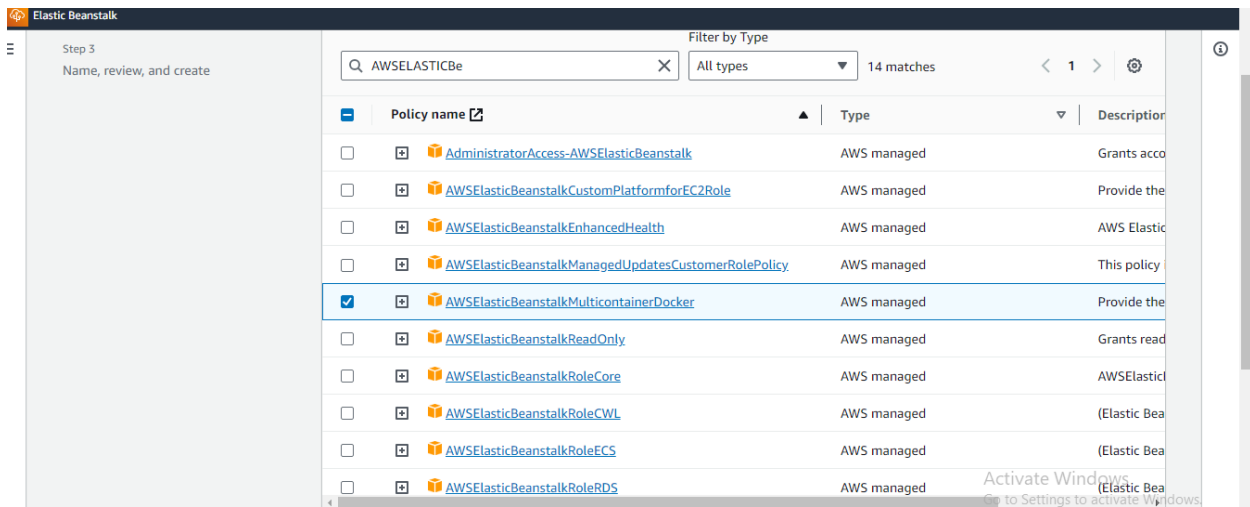 Elastic Beanstalk
Step 3
Name, review, and create
Filter by Type
AWSELASTICBe
All types
14 matches
1
Policy name
Type
Description
AdministratorAccess-AWSElasticBeanstalk AWS managed Grants acco
AWSElasticBeanstalkCustomPlatformforEC2Role AWS managed Provide the
AWSElasticBeanstalkEnhancedHealth AWS managed AWS Elastic
AWSElasticBeanstalkManagedUpdatesCustomerRolePolicy AWS managed This policy
AWSElasticBeanstalkMulticontainerDocker AWS managed Provide the
AWSElasticBeanstalkReadOnly AWS managed Grants read
AWSElasticBeanstalkRoleCore AWS managed AWSElasticl
AWSElasticBeanstalkRoleCWL AWS managed (Elastic Bea
AWSElasticBeanstalkRoleECS AWS managed (Elastic Bea
Activate Windows
AWSElasticBeanstalkRoleRDS AWS managed (Elastic Bea
Go to Settings to activate Windows.